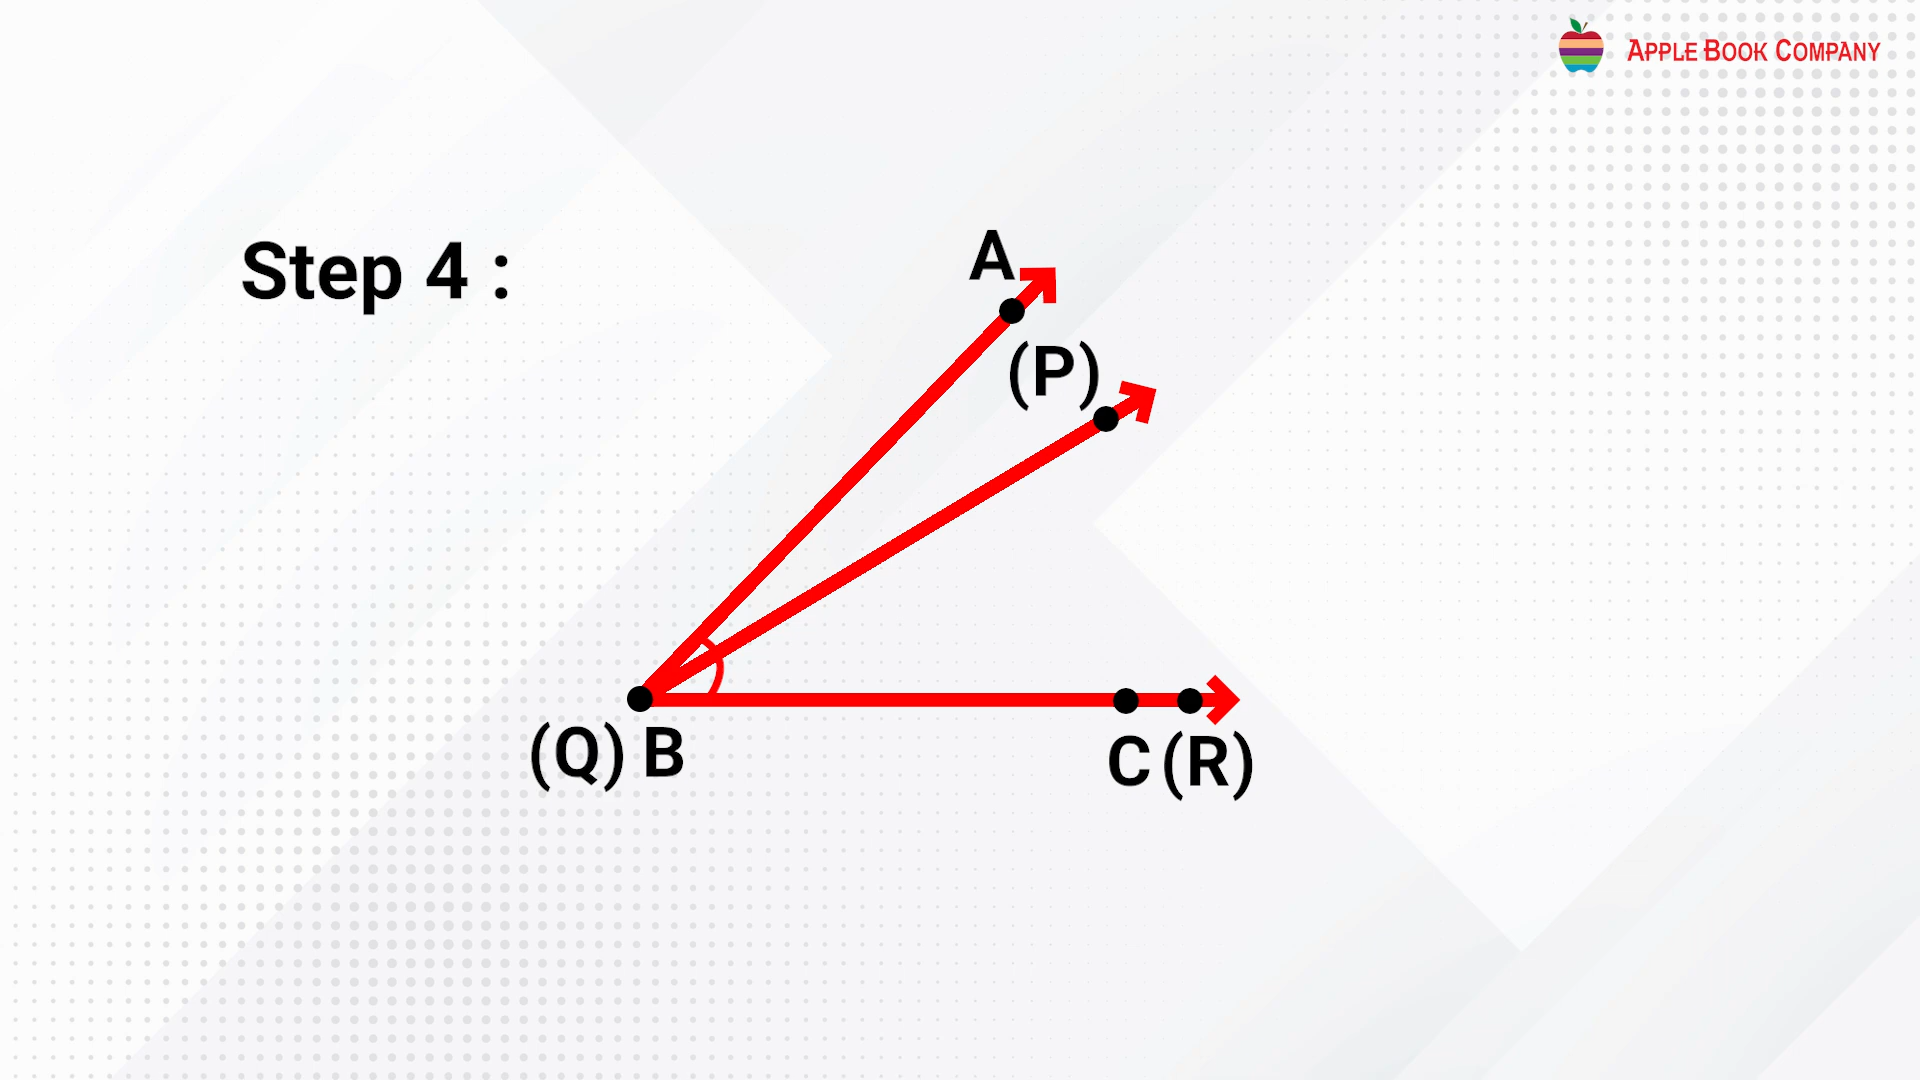 APPLE BOOK COMPANY
Step 4 :
A
(P)
(Q) B
C (R)